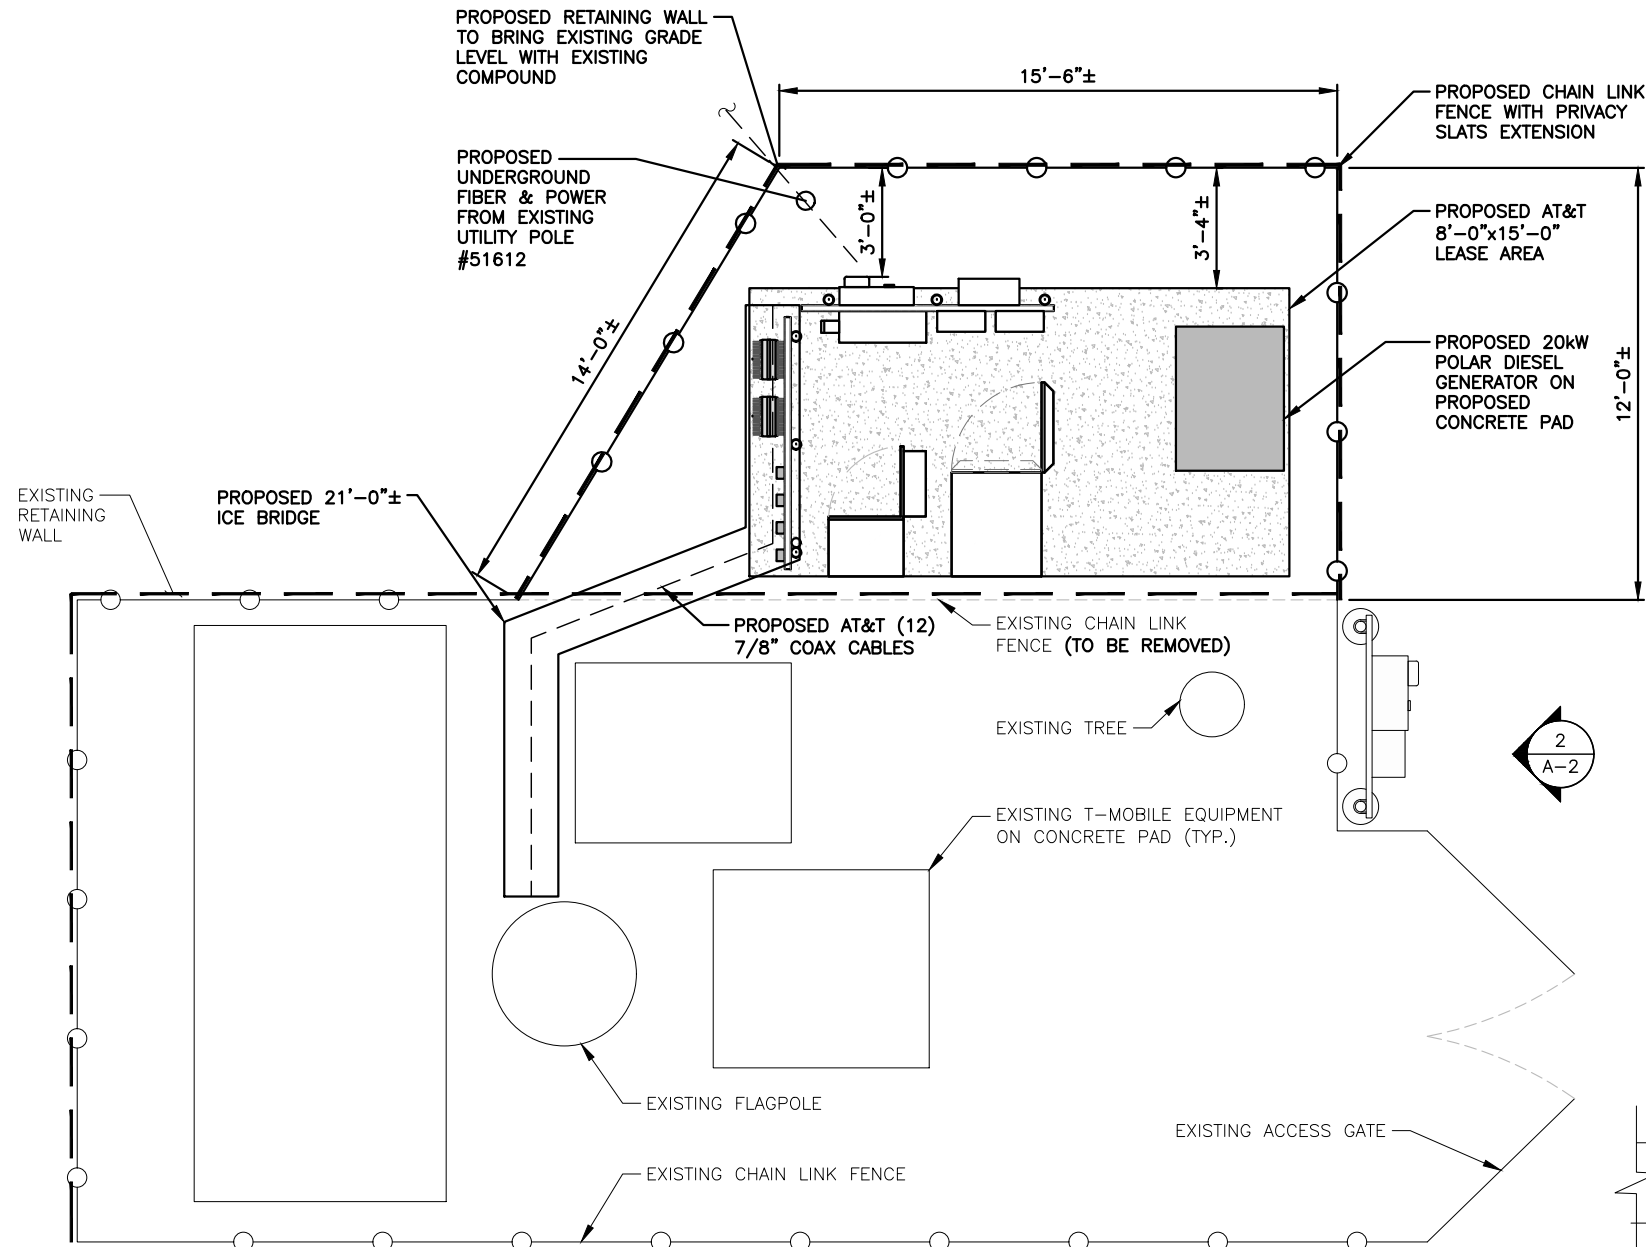 PROPOSED RETAINING WALL
TO BRING EXISTING GRADE
LEVEL WITH EXISTING
COMPOUND
15'-6"±
PROPOSED CHAIN LINK
FENCE WITH PRIVACY
SLATS EXTENSION
PROPOSED
UNDERGROUND
FIBER & POWER
FROM EXISTING
UTILITY POLE
#51612
3'-0"±
3'-4"±
PROPOSED AT&T
8'-0"x15'-0"
LEASE AREA
14'-0"±
PROPOSED 20kW
POLAR DIESEL
GENERATOR ON
PROPOSED
CONCRETE PAD
12'-0"±
EXISTING
RETAINING
WALL
PROPOSED 21'-0"±
ICE BRIDGE
PROPOSED AT&T (12)
7/8" COAX CABLES
EXISTING CHAIN LINK
FENCE (TO BE REMOVED)
EXISTING TREE
2
A-2
EXISTING T-MOBILE EQUIPMENT
ON CONCRETE PAD (TYP.)
EXISTING FLAGPOLE
EXISTING ACCESS GATE
EXISTING CHAIN LINK FENCE